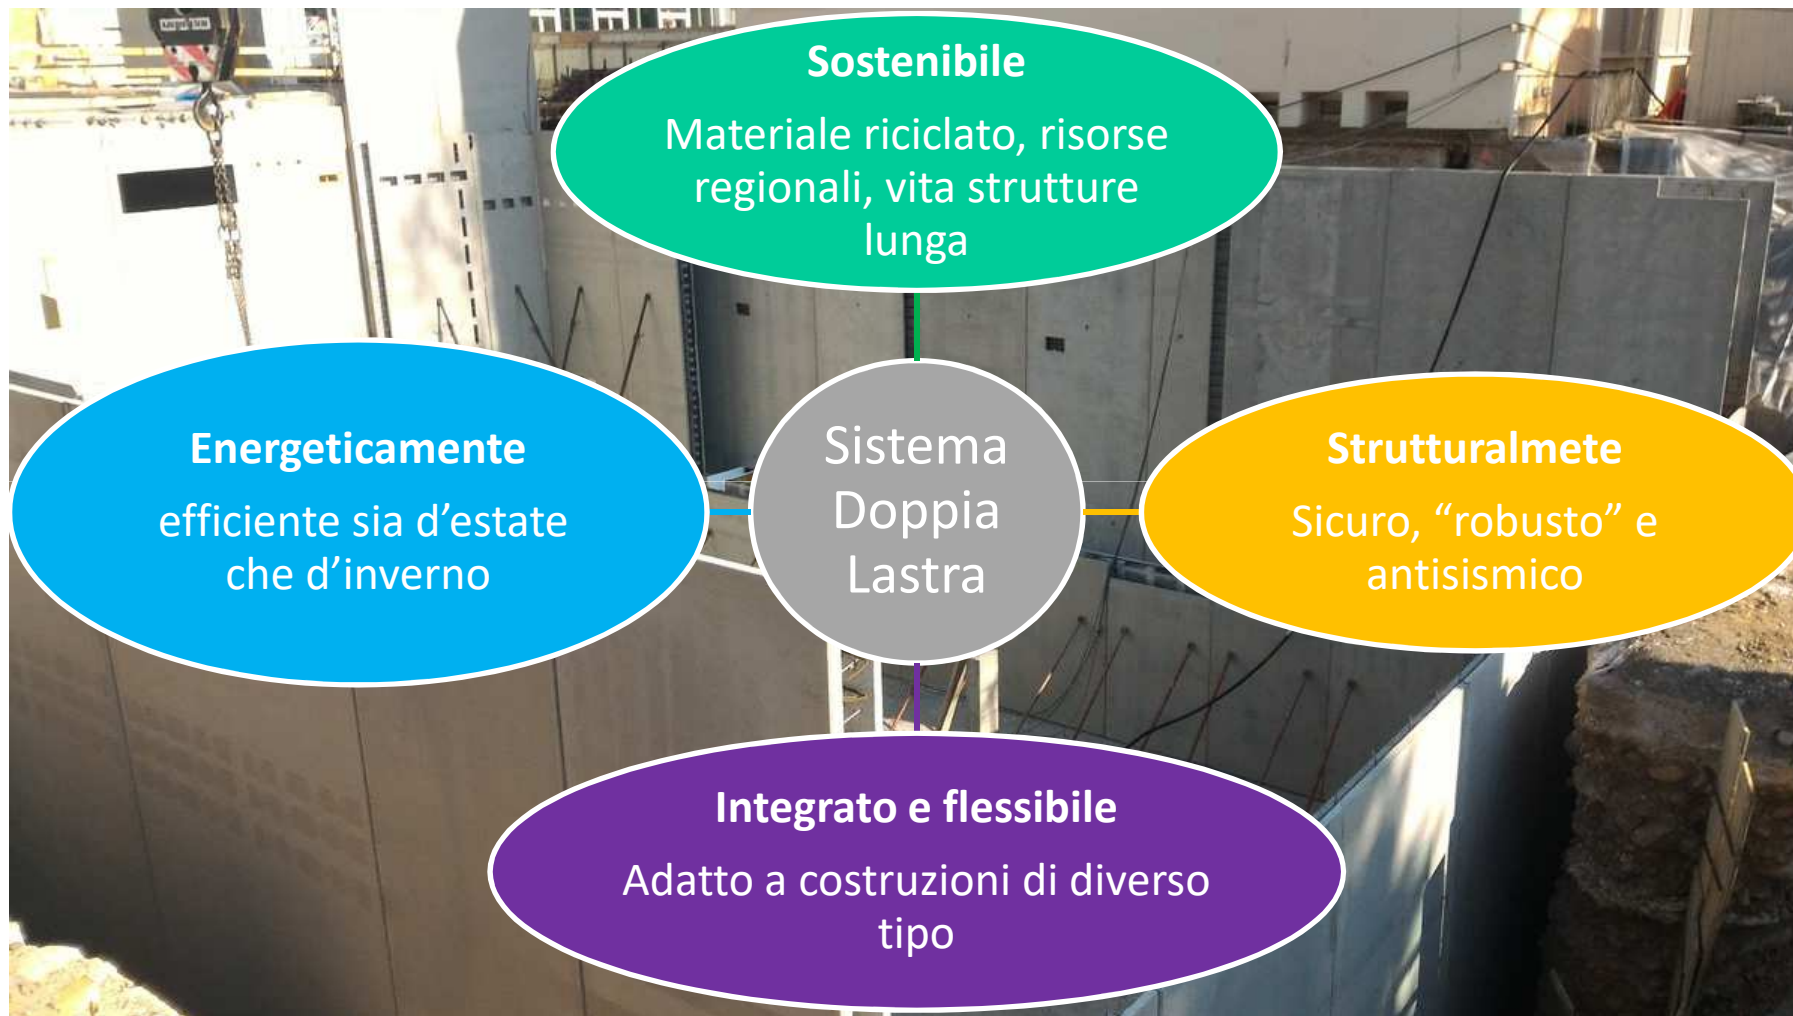 Sostenibile
Materiale riciclato, risorse
regionali, vita strutture
lunga
Energeticamente
efficiente sia d’estate
che d’inverno
Sistema
Doppia
Lastra
Strutturalmete
Sicuro, “robusto” e
antisismico
Integrato e flessibile
Adatto a costruzioni di diverso
tipo